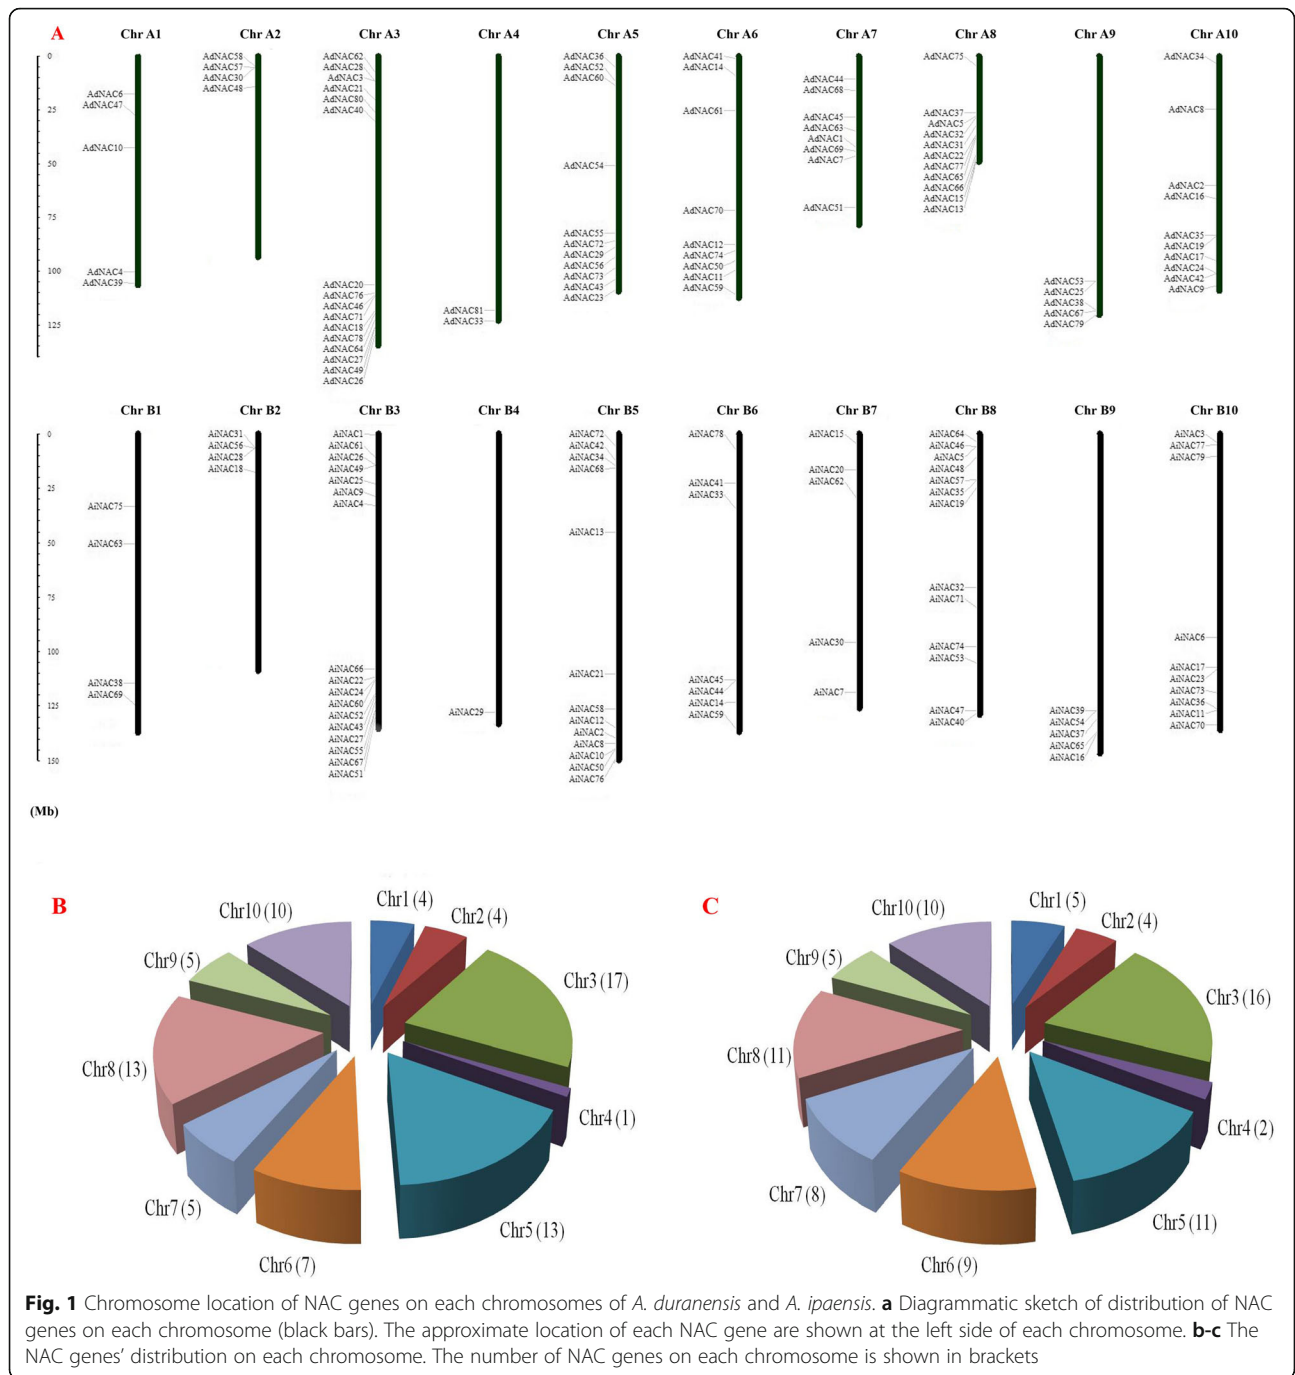 A
Chr A1 Chr A2 Chr A3 Chr A4 Chr A5 Chr A6 Chr A7 Chr A8 Chr A9 Chr A10
0
25
50
75
100
125
AdNAC6
AdNAC47
AdNAC10
AdNAC4
AdNAC39
AdNAC58
AdNAC57
AdNAC30
AdNAC48
AdNAC62
AdNAC28
AdNAC3
AdNAC21
AdNAC80
AdNAC40
AdNAC20
AdNAC76
AdNAC46
AdNAC71
AdNAC18
AdNAC78
AdNAC64
AdNAC27
AdNAC49
AdNAC26
AdNAC81
AdNAC33
AdNAC36
AdNAC52
AdNAC60
AdNAC54
AdNAC55
AdNAC72
AdNAC29
AdNAC56
AdNAC73
AdNAC43
AdNAC23
AdNAC41
AdNAC14
AdNAC61
AdNAC70
AdNAC12
AdNAC74
AdNAC50
AdNAC11
AdNAC59
AdNAC44
AdNAC68
AdNAC45
AdNAC63
AdNAC1
AdNAC69
AdNAC7
AdNAC51
AdNAC75
AdNAC37
AdNAC5
AdNAC32
AdNAC31
AdNAC22
AdNAC77
AdNAC65
AdNAC66
AdNAC15
AdNAC13
AdNAC53
AdNAC25
AdNAC38
AdNAC67
AdNAC79
AdNAC34
AdNAC8
AdNAC2
AdNAC16
AdNAC35
AdNAC19
AdNAC17
AdNAC24
AdNAC42
AdNAC9
Chr B1 Chr B2 Chr B3 Chr B4 Chr B5 Chr B6 Chr B7 Chr B8 Chr B9 Chr B10
0
25
50
75
100
125
150
(Mb)
AiNAC75
AiNAC63
AiNAC38
AiNAC69
AiNAC31
AiNAC56
AiNAC28
AiNAC18
AiNAC1
AiNAC61
AiNAC26
AiNAC49
AiNAC25
AiNAC9
AiNAC4
AiNAC66
AiNAC22
AiNAC24
AiNAC60
AiNAC52
AiNAC43
AiNAC27
AiNAC55
AiNAC67
AiNAC51
AiNAC29
AiNAC72
AiNAC42
AiNAC34
AiNAC68
AiNAC13
AiNAC21
AiNAC58
AiNAC12
AiNAC2
AiNAC8
AiNAC10
AiNAC50
AiNAC76
AiNAC78
AiNAC41
AiNAC33
AiNAC45
AiNAC44
AiNAC14
AiNAC59
AiNAC15
AiNAC20
AiNAC62
AiNAC30
AiNAC7
AiNAC64
AiNAC46
AiNAC5
AiNAC48
AiNAC57
AiNAC35
AiNAC19
AiNAC32
AiNAC71
AiNAC74
AiNAC53
AiNAC47
AiNAC40
AiNAC39
AiNAC54
AiNAC37
AiNAC65
AiNAC16
AiNAC3
AiNAC77
AiNAC79
AiNAC6
AiNAC17
AiNAC23
AiNAC73
AiNAC36
AiNAC11
AiNAC70
B
Chr1 (4)
Chr2 (4)
Chr3 (17)
Chr4 (1)
Chr5 (13)
Chr6 (7)
Chr7 (5)
Chr8 (13)
Chr9 (5)
Chr10 (10)
C
Chr1 (5)
Chr2 (4)
Chr3 (16)
Chr4 (2)
Chr5 (11)
Chr6 (9)
Chr7 (8)
Chr8 (11)
Chr9 (5)
Chr10 (10)
Fig. 1 Chromosome location of NAC genes on each chromosomes of A. duranensis and A. ipaensis. a Diagrammatic sketch of distribution of NAC
genes on each chromosome (black bars). The approximate location of each NAC gene are shown at the left side of each chromosome. b-c The
NAC genes' distribution on each chromosome. The number of NAC genes on each chromosome is shown in brackets